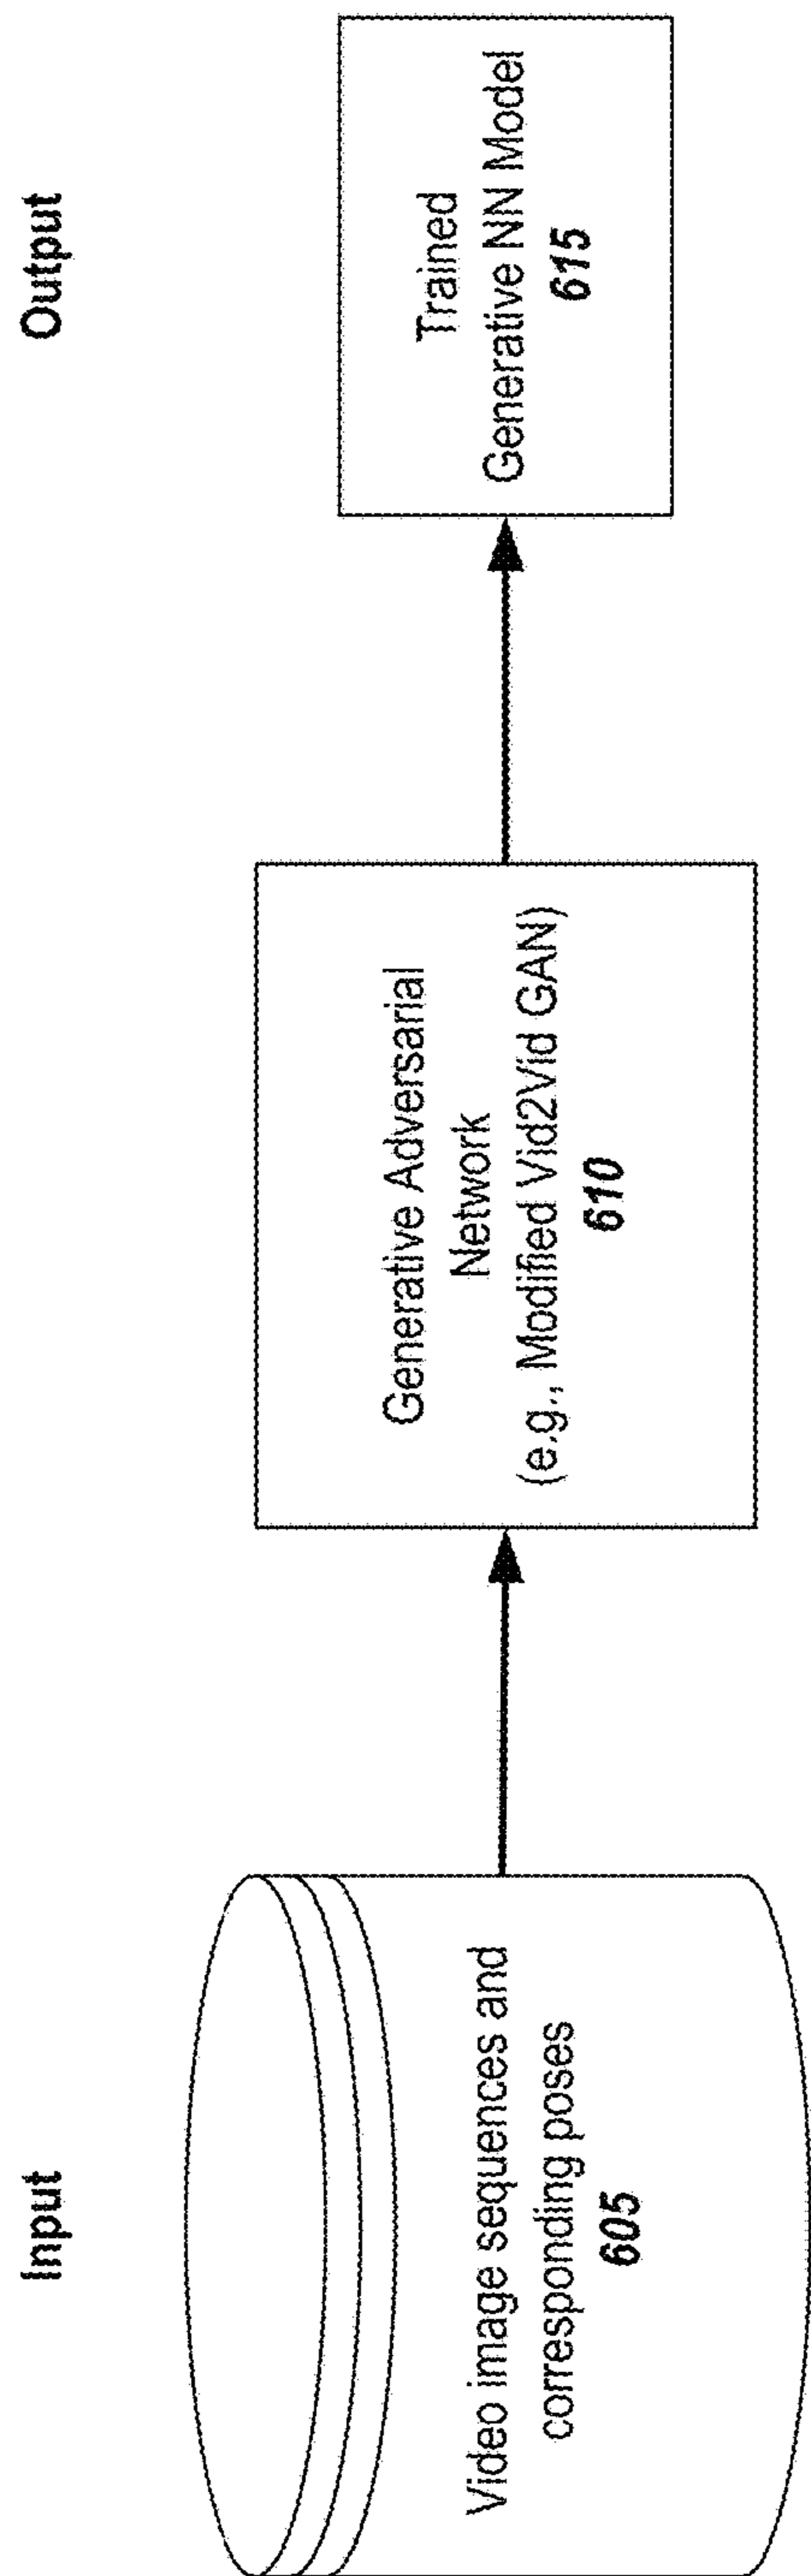 Input
Output
Video image sequences and
corresponding poses
605
Generative Adversarial
Network
(e.g., Modified Vid2Vid GAN)
610
Trained
Generative NN Model
615